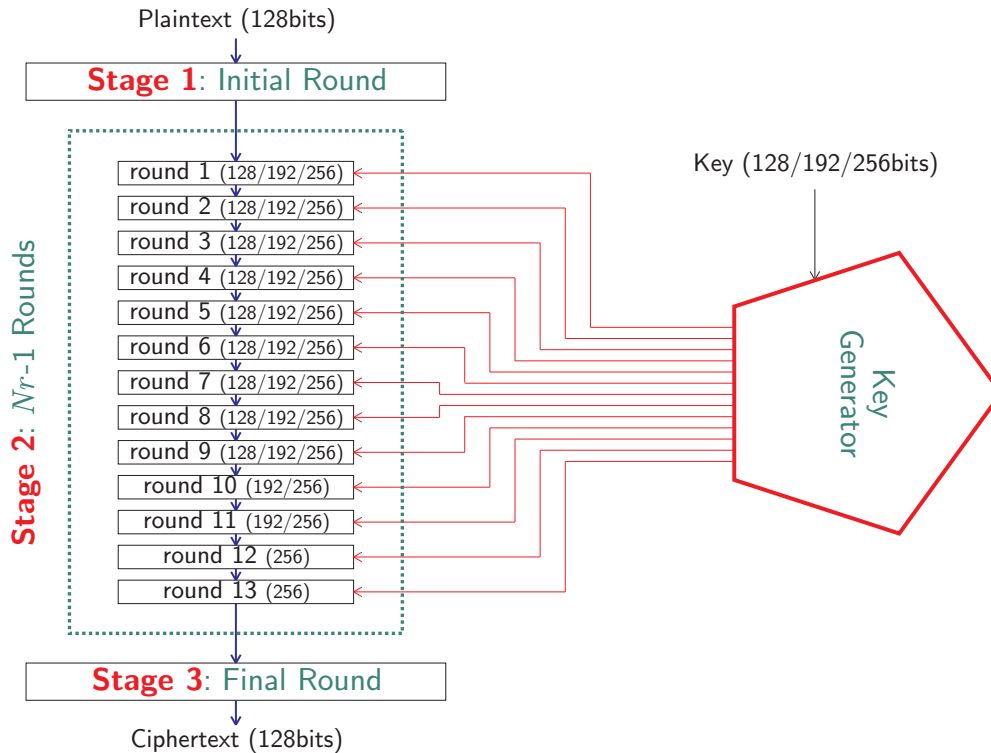 Plaintext (128bits)
Stage 1: Initial Round
Key (128/192/256bits)
round 1 (128/192/256)
round 2 (128/192/256)
round 3 (128/192/256)
round 4 (128/192/256)
round 5 (128/192/256)
round 6 (128/192/256)
round 7 (128/192/256)
round 8 (128/192/256)
round 9 (128/192/256)
round 10 (192/256)
round 11 (192/256)
round 12 (256)
round 13 (256)
Stage 2: Nr-1 Rounds
Key
Generator
Stage 3: Final Round
Ciphertext (128bits)